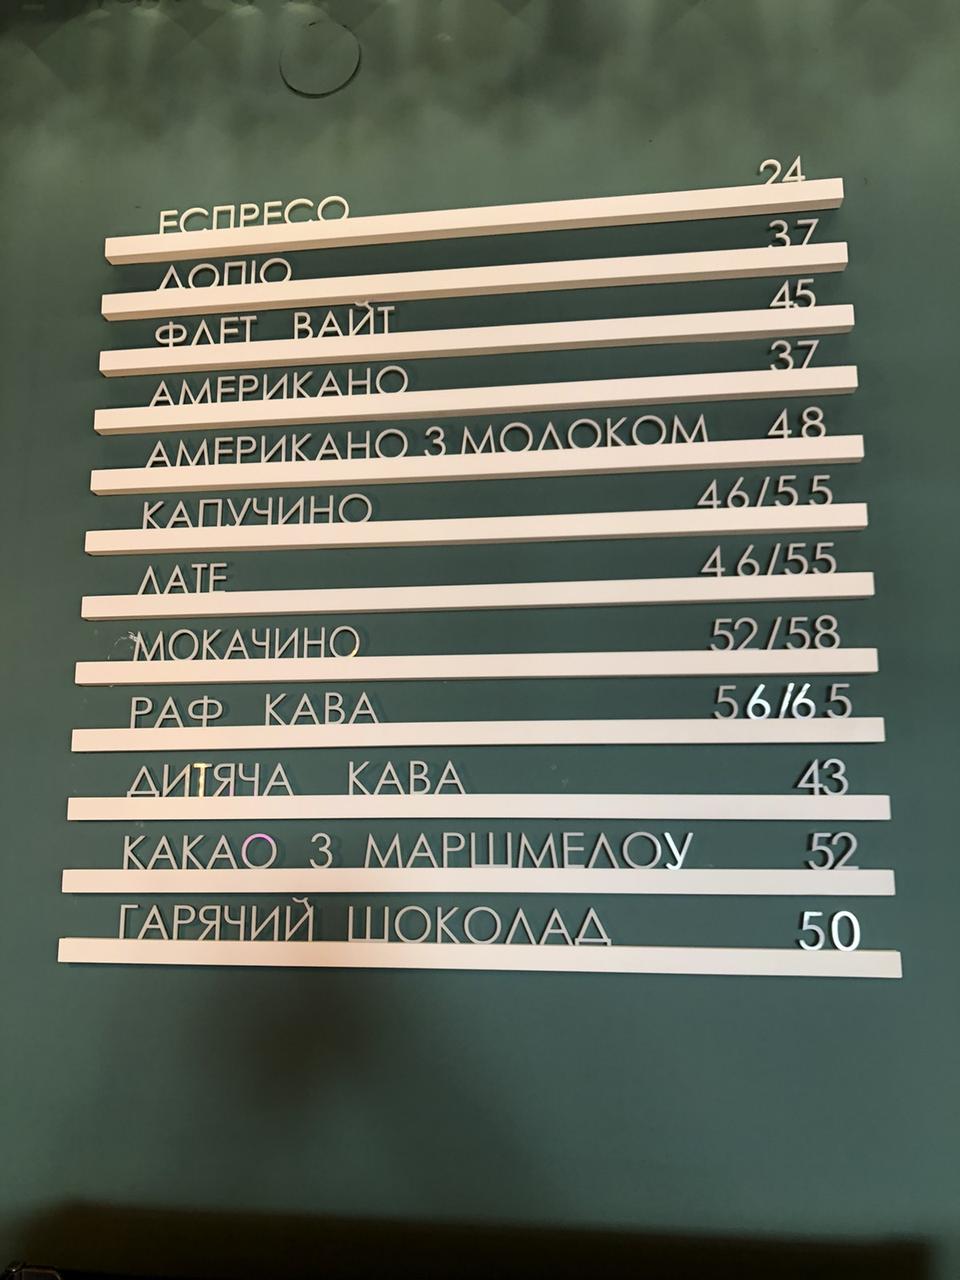 ЕСПРЕСО 24
ДОПІО 37
ФЛЕТ ВАЙТ 45
АМЕРИКАНО 37
АМЕРИКАНО З МОЛОКОМ 48
КАПУЧИНО 46/55
ЛАТЕ 46/55
МОКАЧИНО 52/58
РАФ КАВА 56/65
ДИТЯЧА КАВА 43
КАКАО З МАРШМЕЛОУ 52
ГАРЯЧИЙ ШОКОЛАД 50